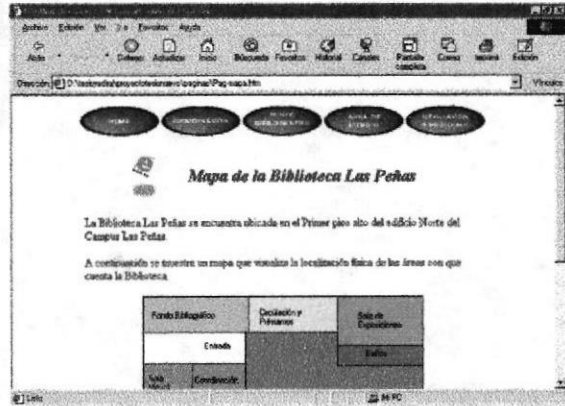 Archivo Edición Ver Ir a Favoritos Ayuda
Atrás Detener Actualizar Inicio Búsqueda Favoritos Historial Canales Pantalla completa Correo Imprimir Edición
Dirección Vínculos
Mapa de la Biblioteca Las Peñas
La Biblioteca Las Peñas se encuentra ubicada en el Primer piso alto del edificio Norte del
Campus Las Peñas
A continuación se muestra un mapa que visualiza la localización física de las áreas con que
cuenta la Biblioteca
Fondo Bibliográfico
Circulación y
Préstamos
Sala de
Exposiciones
Entrada
Baños
Sala
Coordinación
Listo
Mi PC